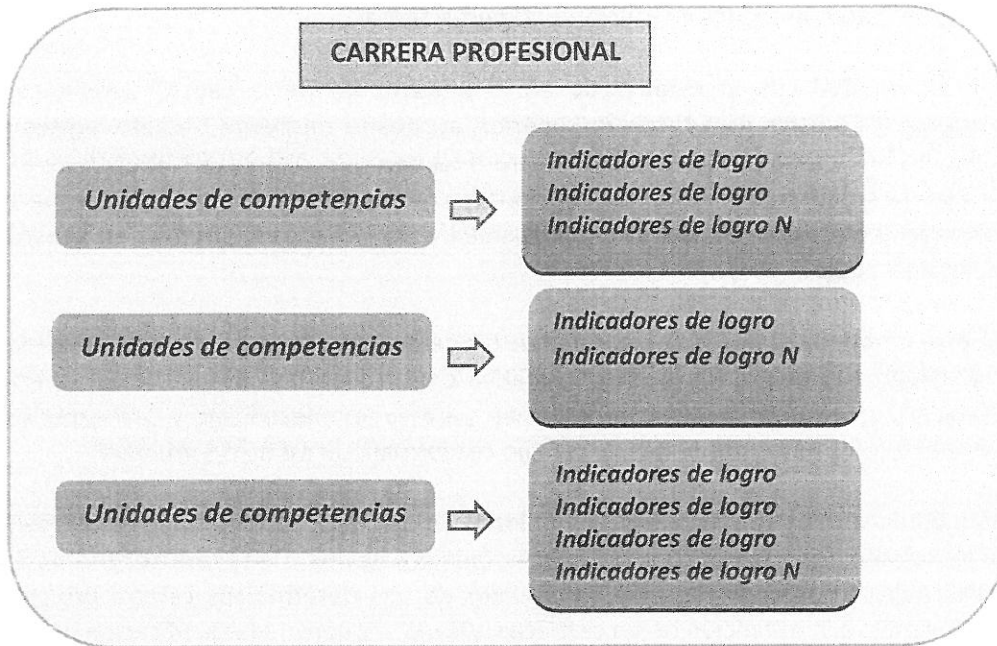 CARRERA PROFESIONAL
Unidades de competencias
Indicadores de logro
Indicadores de logro
Indicadores de logro N
Unidades de competencias
Indicadores de logro
Indicadores de logro N
Unidades de competencias
Indicadores de logro
Indicadores de logro
Indicadores de logro
Indicadores de logro N